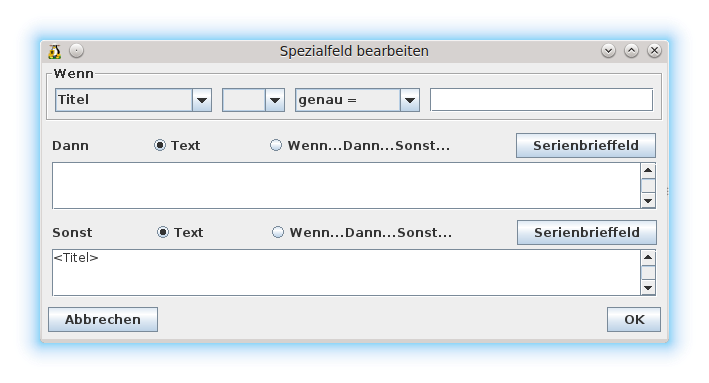 Spezialfeld bearbeiten
Wenn
Titel genau =
Dann Text Wenn...Dann...Sonst... Serienbrieffeld
Sonst Text Wenn...Dann...Sonst... Serienbrieffeld
<Titel>
Abbrechen OK